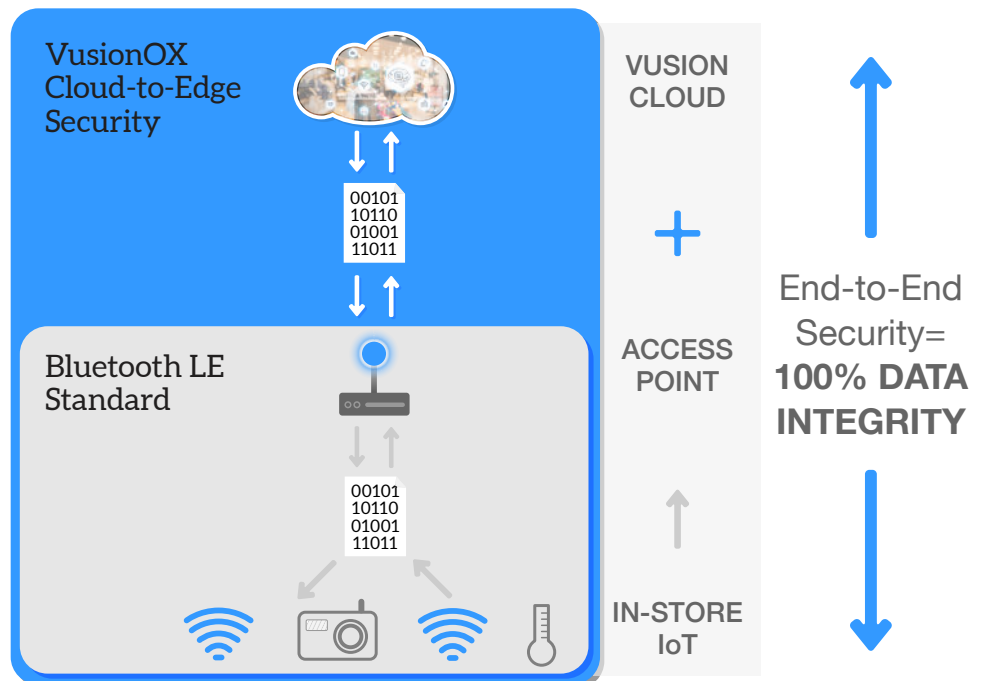 VusionOX
Cloud-to-Edge
Security
00101
10110
01001
11011
Bluetooth LE
Standard
00101
10110
01001
11011
VUSION
CLOUD
+
ACCESS
POINT
IN-STORE
IoT
End-to-End
Security=
100% DATA
INTEGRITY